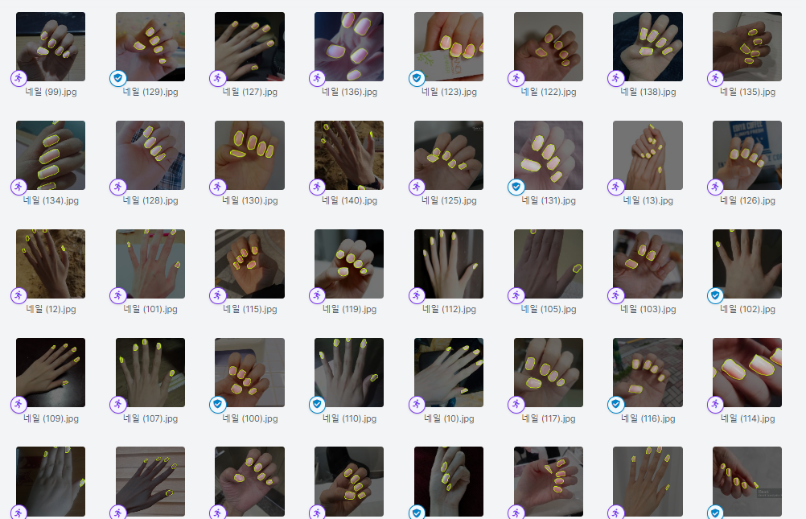 네일 (99).jpg
네일 (129).jpg
네일 (127).jpg
네일 (136).jpg
네일 (123).jpg
네일 (122).jpg
네일 (138).jpg
네일 (135).jpg
네일 (134).jpg
네일 (128).jpg
네일 (130).jpg
네일 (140).jpg
네일 (125).jpg
네일 (131).jpg
네일 (13).jpg
네일 (126).jpg
네일 (12).jpg
네일 (101).jpg
네일 (115).jpg
네일 (119).jpg
네일 (112).jpg
네일 (105).jpg
네일 (103).jpg
네일 (102).jpg
네일 (109).jpg
네일 (107).jpg
네일 (100).jpg
네일 (110).jpg
네일 (10).jpg
네일 (117).jpg
네일 (116).jpg
네일 (114).jpg